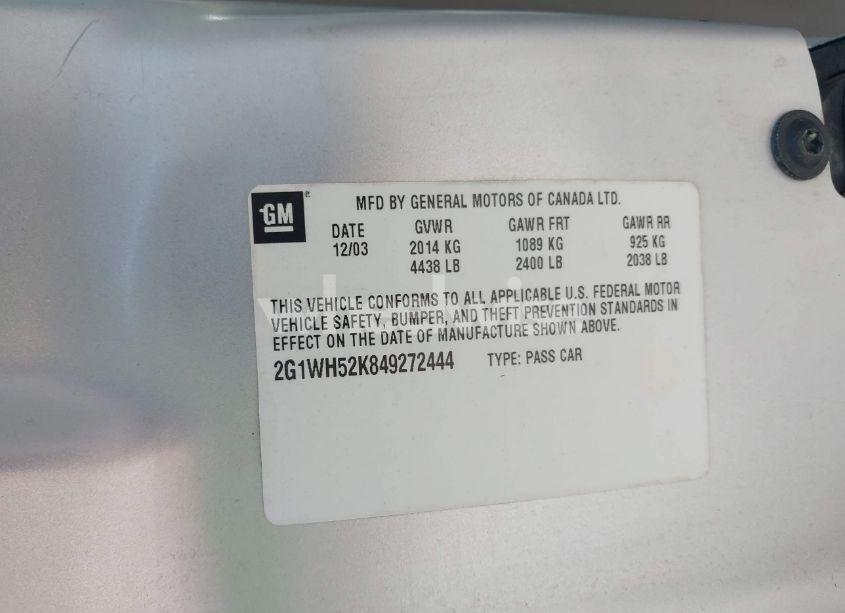 GM
MFD BY GENERAL MOTORS OF CANADA LTD.
DATE GVWR GAWR FRT GAWR RR
12/03 2014 KG 1089 KG 925 KG
4438 LB 2400 LB 2038 LB
THIS VEHICLE CONFORMS TO ALL APPLICABLE U.S. FEDERAL MOTOR
VEHICLE SAFETY, BUMPER, AND THEFT PREVENTION STANDARDS IN
EFFECT ON THE DATE OF MANUFACTURE SHOWN ABOVE.
2G1WH52K849272444 TYPE: PASS CAR